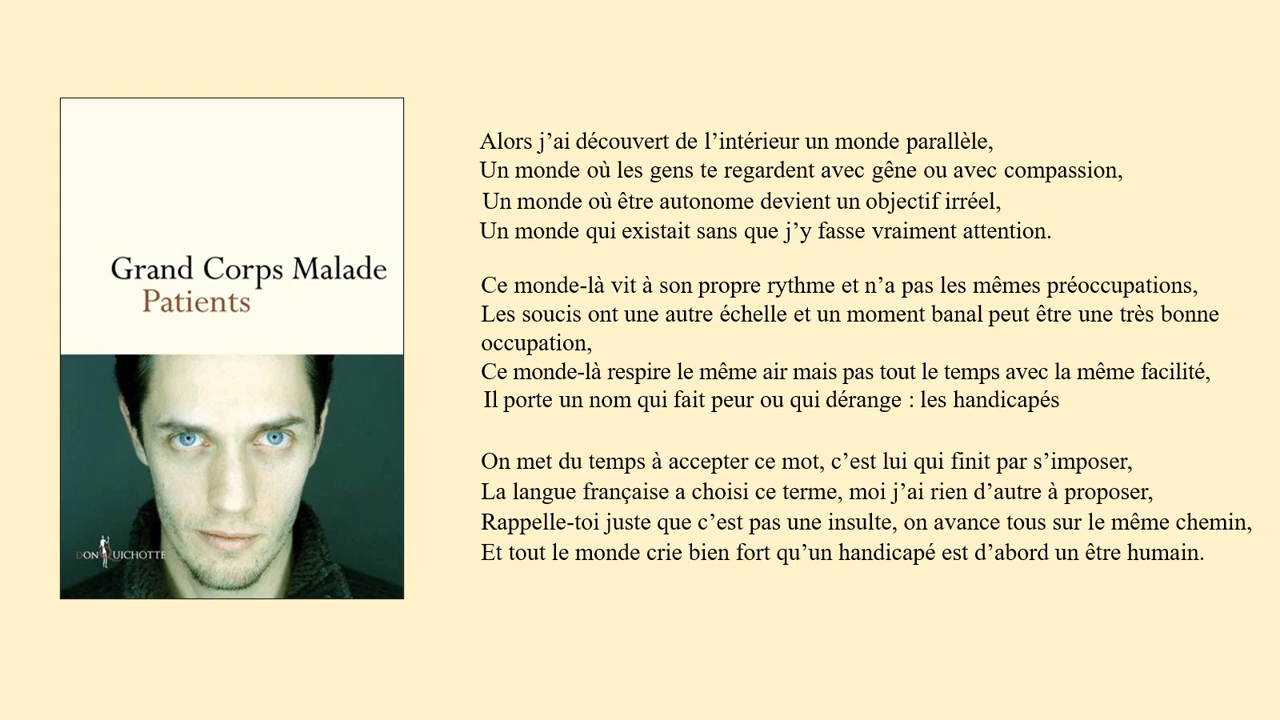 Grand Corps Malade
Patients
DON QUICHOTTE
Alors j’ai découvert de l’intérieur un monde parallèle,
Un monde où les gens te regardent avec gêne ou avec compassion,
Un monde où être autonome devient un objectif irréel,
Un monde qui existait sans que j’y fasse vraiment attention.
Ce monde-là vit à son propre rythme et n’a pas les mêmes préoccupations,
Les soucis ont une autre échelle et un moment banal peut être une très bonne
occupation,
Ce monde-là respire le même air mais pas tout le temps avec la même facilité,
Il porte un nom qui fait peur ou qui dérange : les handicapés
On met du temps à accepter ce mot, c’est lui qui finit par s’imposer,
La langue française a choisi ce terme, moi j’ai rien d’autre à proposer,
Rappelle-toi juste que c’est pas une insulte, on avance tous sur le même chemin,
Et tout le monde crie bien fort qu’un handicapé est d’abord un être humain.